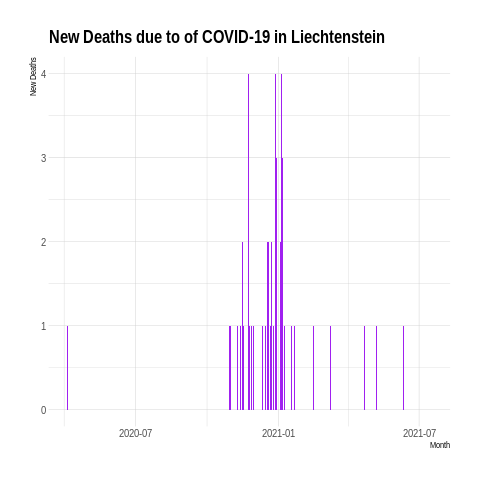 New Deaths due to of COVID-19 in Liechtenstein
New Deaths
4
3
2
1
0
2020-07
2021-01
2021-07
Month